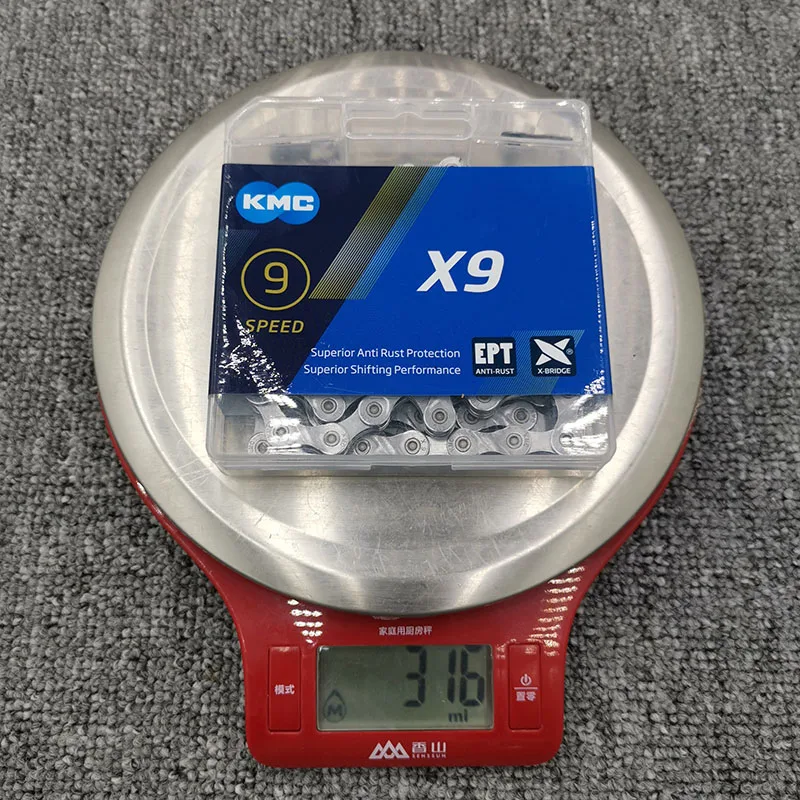 KMC
9
SPEED
X9
Superior Anti Rust Protection
Superior Shifting Performance
EPT
ANTI-RUST
X®
X-BRIDGE
家庭用厨房秤
模式
316
M
ml
置零
香山
SENSSUN